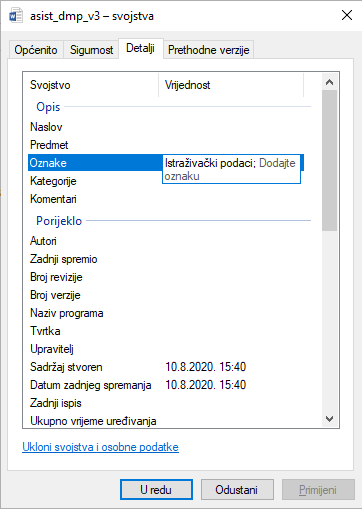 asist_dmp_v3 – svojstva
Općenito Sigurnost Detalji Prethodne verzije
Svojstvo Vrijednost
Opis
Naslov
Predmet
Oznake Istraživački podaci; Dodajte
oznaku
Kategorije
Komentari
Porijeklo
Autori
Zadnji spremio
Broj revizije
Broj verzije
Naziv programa
Tvrtka
Upravitelj
Sadržaj stvoren 10.8.2020. 15:40
Datum zadnjeg spremanja 10.8.2020. 15:40
Zadnji ispis
Ukupno vrijeme uređivanja
Ukloni svojstva i osobne podatke
U redu Odustani Primijeni